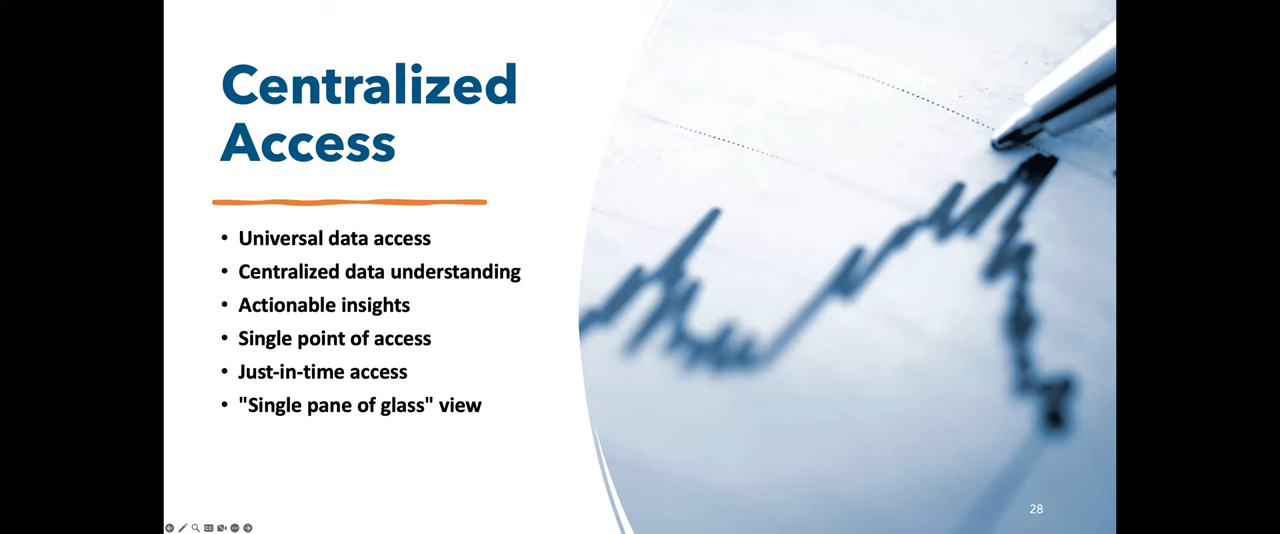 Centralized
Access
• Universal data access
• Centralized data understanding
• Actionable insights
• Single point of access
• Just-in-time access
• "Single pane of glass" view
28